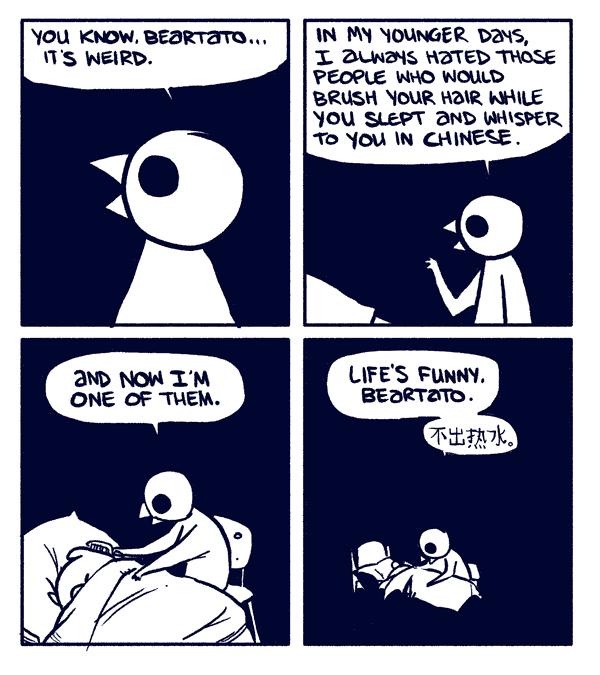 YOU KNOW, BEARTATO...
IT'S WEIRD.
IN MY YOUNGER DAYS,
I ALWAYS HATED THOSE
PEOPLE WHO WOULD
BRUSH YOUR HAIR WHILE
YOU SLEPT AND WHISPER
TO YOU IN CHINESE.
AND NOW I'M
ONE OF THEM.
LIFE'S FUNNY,
BEARTATO.
不出热水。